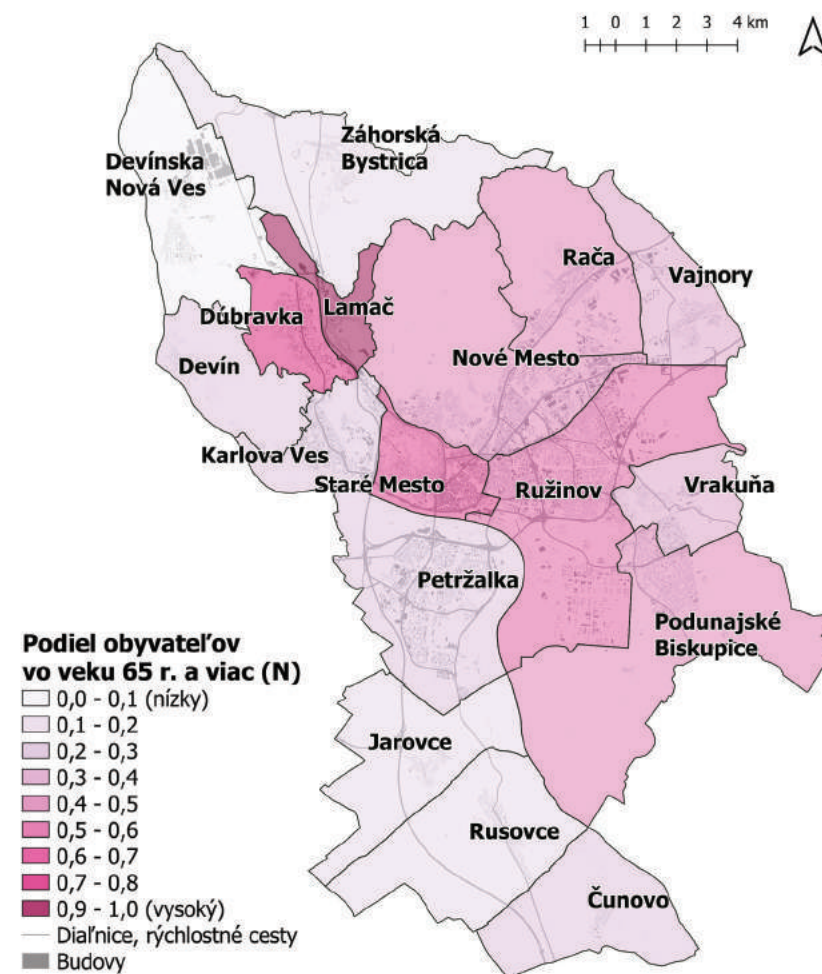 1 0 1 2 3 4 km
Záhorská
Bystrica
Devínska
Nová Ves
Rača
Vajnory
Lamač
Dúbravka
Nové Mesto
Devín
Karlova Ves
Staré Mesto
Ružinov
Vrakuňa
Petržalka
Podunajské
Biskupice
Jarovce
Rusovce
Čunovo
Podiel obyvateľov
vo veku 65 r. a viac (N)
0,0 - 0,1 (nízky)
0,1 - 0,2
0,2 - 0,3
0,3 - 0,4
0,4 - 0,5
0,5 - 0,6
0,6 - 0,7
0,7 - 0,8
0,9 - 1,0 (vysoký)
Diaľnice, rýchlostné cesty
Budovy